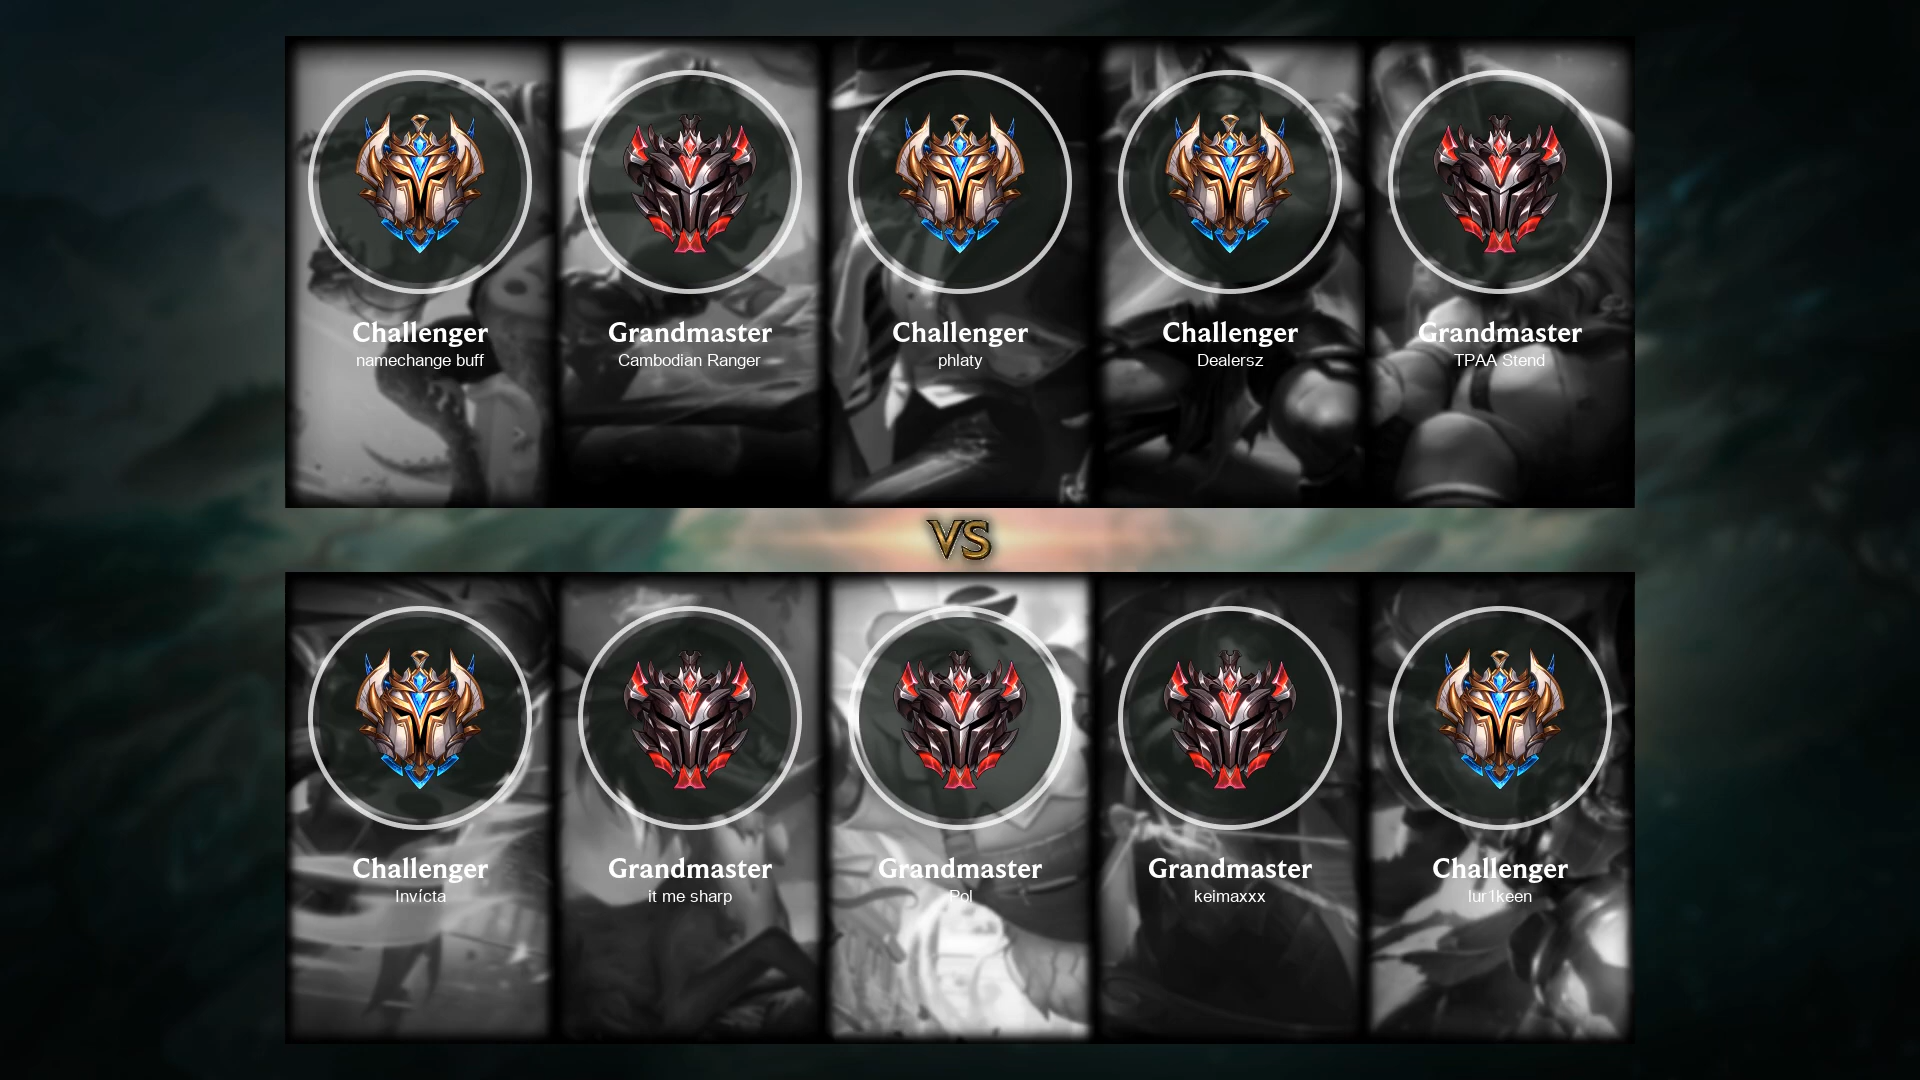 Challenger
namechange buff
Grandmaster
Cambodian Ranger
Challenger
phlaty
Challenger
Dealersz
Grandmaster
TPAA Stend
VS
Challenger
Invícta
Grandmaster
it me sharp
Grandmaster
Pol
Grandmaster
keimaxxx
Challenger